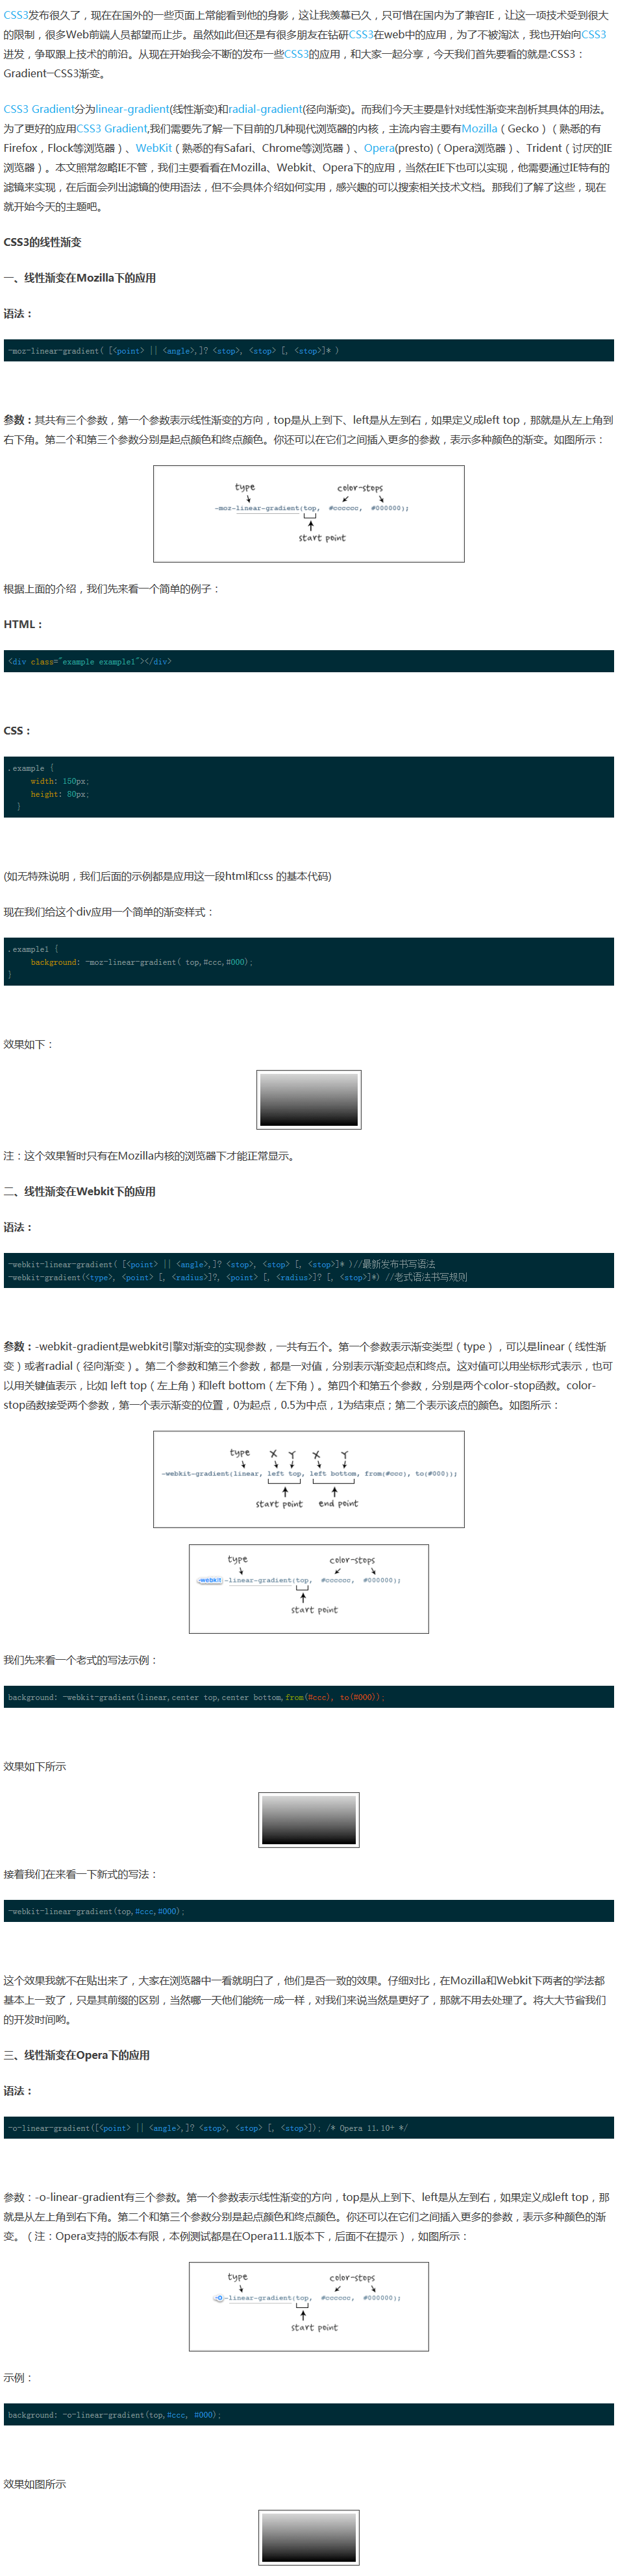 CSS3发布很久了，现在在国外的一些页面上常能看到他的身影，这让我羡慕已久，只可惜在国内为了兼容IE，让这一项技术受到很大
的限制，很多Web前端人员都望而止步。虽然如此但还是有很多朋友在钻研CSS3在web中的应用，为了不被淘汰，我也开始向CSS3
进发，争取跟上技术的前沿。从现在开始我会不断的发布一些CSS3的应用，和大家一起分享，今天我们首先要看的就是:CSS3：
Gradient─CSS3渐变。
CSS3 Gradient分为linear-gradient(线性渐变)和radial-gradient(径向渐变)。而我们今天主要是针对线性渐变来剖析其具体的用法。
为了更好的应用CSS3 Gradient,我们需要先了解一下目前的几种现代浏览器的内核，主流内容主要有Mozilla（Gecko）（熟悉的有
Firefox，Flock等浏览器）、WebKit（熟悉的有Safari、Chrome等浏览器）、Opera(presto)（Opera浏览器）、Trident（讨厌的IE
浏览器）。本文照常忽略IE不管，我们主要看看在Mozilla、Webkit、Opera下的应用，当然在IE下也可以实现，他需要通过IE特有的
滤镜来实现，在后面会列出滤镜的使用语法，但不会具体介绍如何实用，感兴趣的可以搜索相关技术文档。那我们了解了这些，现在
就开始今天的主题吧。
CSS3的线性渐变
一、线性渐变在Mozilla下的应用
语法：
-moz-linear-gradient( [<point> || <angle>,]? <stop>, <stop> [, <stop>]* )
参数：其共有三个参数，第一个参数表示线性渐变的方向，top是从上到下、left是从左到右，如果定义成left top，那就是从左上角到
右下角。第二个和第三个参数分别是起点颜色和终点颜色。你还可以在它们之间插入更多的参数，表示多种颜色的渐变。如图所示：
type color-stops
-moz-linear-gradient(top, #cccccc, #000000);
start point
根据上面的介绍，我们先来看一个简单的例子：
HTML：
<div class="example example1"></div>
CSS：
.example {
width: 150px;
height: 80px;
}
(如无特殊说明，我们后面的示例都是应用这一段html和css 的基本代码)
现在我们给这个div应用一个简单的渐变样式：
.example1 {
background: -moz-linear-gradient( top,#ccc,#000);
}
效果如下：
注：这个效果暂时只有在Mozilla内核的浏览器下才能正常显示。
二、线性渐变在Webkit下的应用
语法：
-webkit-linear-gradient( [<point> || <angle>,]? <stop>, <stop> [, <stop>]* )//最新发布书写语法
-webkit-gradient(<type>, <point> [, <radius>]?, <point> [, <radius>]? [, <stop>]*) //老式语法书写规则
参数：-webkit-gradient是webkit引擎对渐变的实现参数，一共有五个。第一个参数表示渐变类型（type），可以是linear（线性渐
变）或者radial（径向渐变）。第二个参数和第三个参数，都是一对值，分别表示渐变起点和终点。这对值可以用坐标形式表示，也可
以用关键值表示，比如 left top（左上角）和left bottom（左下角）。第四个和第五个参数，分别是两个color-stop函数。color-
stop函数接受两个参数，第一个表示渐变的位置，0为起点，0.5为中点，1为结束点；第二个表示该点的颜色。如图所示：
type X Y X Y
-webkit-gradient(linear, left top, left bottom, from(#ccc), to(#000));
start point end point
type color-stops
-webkit-linear-gradient(top, #cccccc, #000000);
start point
我们先来看一个老式的写法示例：
background: -webkit-gradient(linear,center top,center bottom,from(#ccc), to(#000));
效果如下所示
接着我们在来看一下新式的写法：
-webkit-linear-gradient(top,#ccc,#000);
这个效果我就不在贴出来了，大家在浏览器中一看就明白了，他们是否一致的效果。仔细对比，在Mozilla和Webkit下两者的学法都
基本上一致了，只是其前缀的区别，当然哪一天他们能统一成一样，对我们来说当然是更好了，那就不用去处理了。将大大节省我们
的开发时间哟。
三、线性渐变在Opera下的应用
语法：
-o-linear-gradient([<point> || <angle>,]? <stop>, <stop> [, <stop>]); /* Opera 11.10+ */
参数：-o-linear-gradient有三个参数。第一个参数表示线性渐变的方向，top是从上到下、left是从左到右，如果定义成left top，那
就是从左上角到右下角。第二个和第三个参数分别是起点颜色和终点颜色。你还可以在它们之间插入更多的参数，表示多种颜色的渐
变。（注：Opera支持的版本有限，本例测试都是在Opera11.1版本下，后面不在提示），如图所示：
type color-stops
-o-linear-gradient(top, #cccccc, #000000);
start point
示例：
background: -o-linear-gradient(top,#ccc, #000);
效果如图所示